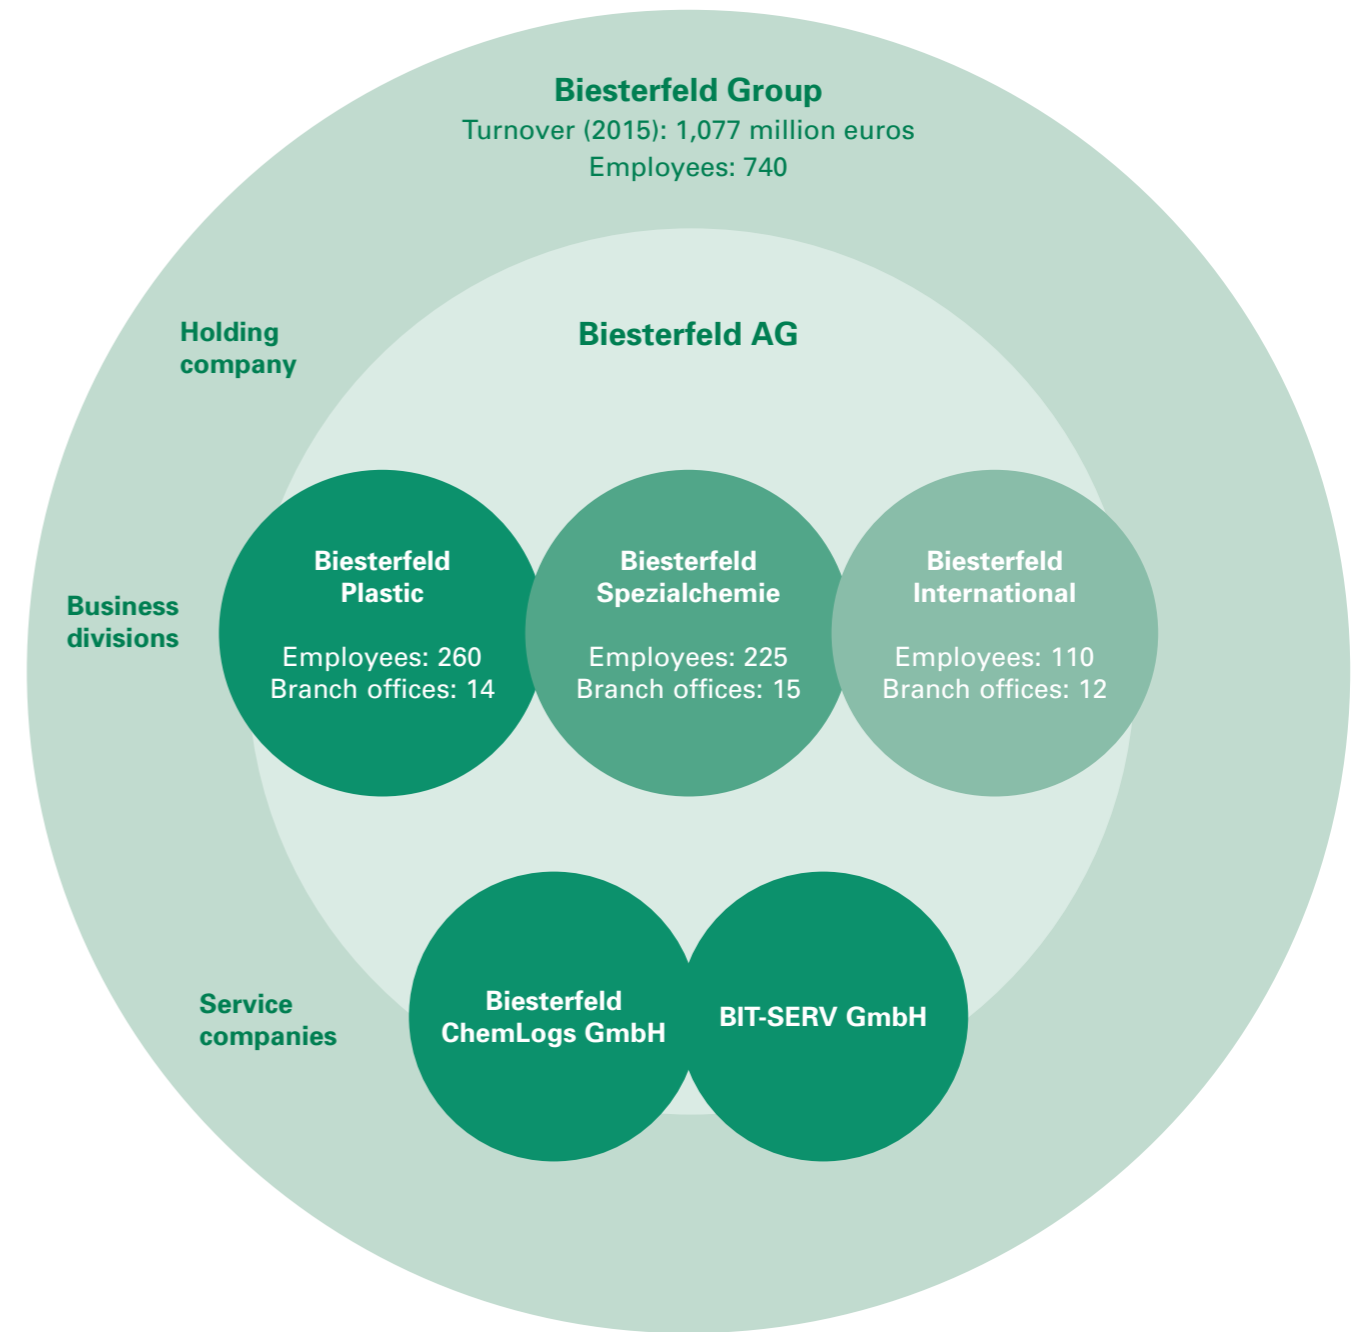 Biesterfeld Group
Turnover (2015): 1,077 million euros
Employees: 740
Holding
company
Biesterfeld AG
Business
divisions
Biesterfeld
Plastic
Employees: 260
Branch offices: 14
Biesterfeld
Spezialchemie
Employees: 225
Branch offices: 15
Biesterfeld
International
Employees: 110
Branch offices: 12
Service
companies
Biesterfeld
ChemLogs GmbH
BIT-SERV GmbH